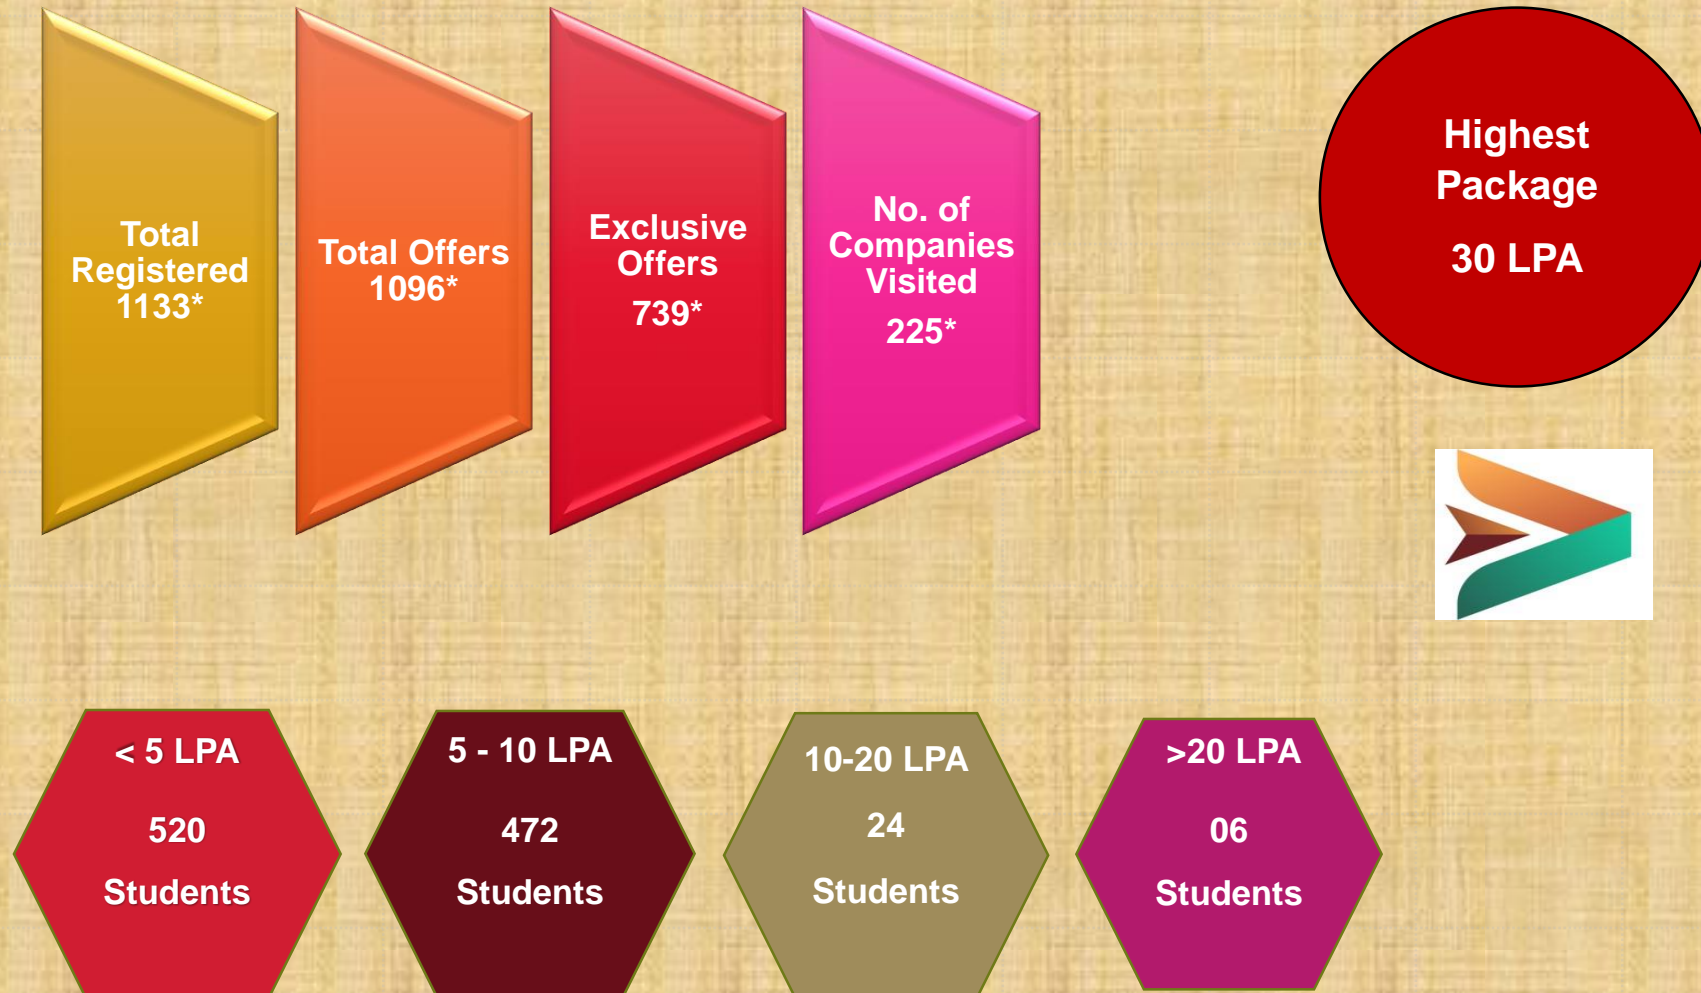 Total
Registered
1133*
Total Offers
1096*
Exclusive
Offers
739*
No. of
Companies
Visited
225*
Highest
Package
30 LPA
< 5 LPA
520
Students
5 - 10 LPA
472
Students
10-20 LPA
24
Students
>20 LPA
06
Students